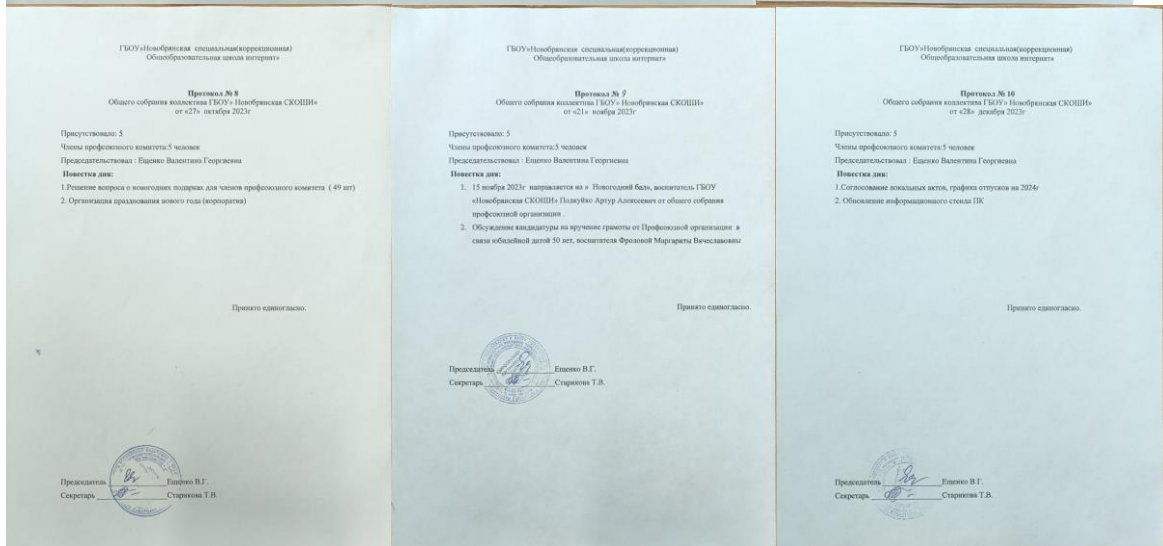 ГБОУ»Новобрянская специальная(коррекционная)
Общеобразовательная школа интернат»
Протокол № 8
Общего собрания коллектива ГБОУ» Новобрянская СКОШИ»
от «27» октября 2023г
Присутствовало: 5
Члены профсоюзного комитета:5 человек
Председательствовал : Ещенко Валентина Георгиевна
Повестка дня:
1.Решение вопроса о новогодних подарках для членов профсоюзного комитета ( 49 шт)
2. Организация празднования нового года (корпоратив)
Принято единогласно.
Председатель Ещенко В.Г.
Секретарь Старикова Т.В.
ГБОУ»Новобрянская специальная(коррекционная)
Общеобразовательная школа интернат»
Протокол № 9
Общего собрания коллектива ГБОУ» Новобрянская СКОШИ»
от «21» ноября 2023г
Присутствовало: 5
Члены профсоюзного комитета:5 человек
Председательствовал : Ещенко Валентина Георгиевна
Повестка дня:
1. 15 ноября 2023г направляется на » Новогодний бал», воспитатель ГБОУ
«Новобрянская СКОШИ» Артур Алексеевич от общего собрания
профсоюзной организации .
2. Обсуждение кандидатуры на вручение грамоты от Профсоюзной организации в
связи юбилейной датой 50 лет, воспитателя Фроловой Маргариты Вячеславовны
Принято единогласно.
Председатель Ещенко В.Г.
Секретарь Старикова Т.В.
ГБОУ»Новобрянская специальная(коррекционная)
Общеобразовательная школа интернат»
Протокол № 10
Общего собрания коллектива ГБОУ» Новобрянская СКОШИ»
от «28» декабря 2023г
Присутствовало: 5
Члены профсоюзного комитета:5 человек
Председательствовал : Ещенко Валентина Георгиевна
Повестка дня:
1.Согласование локальных актов, графика отпусков на 2024г
2. Обновление информационного стенда ПК
Принято единогласно.
Председатель Ещенко В.Г.
Секретарь Старикова Т.В.